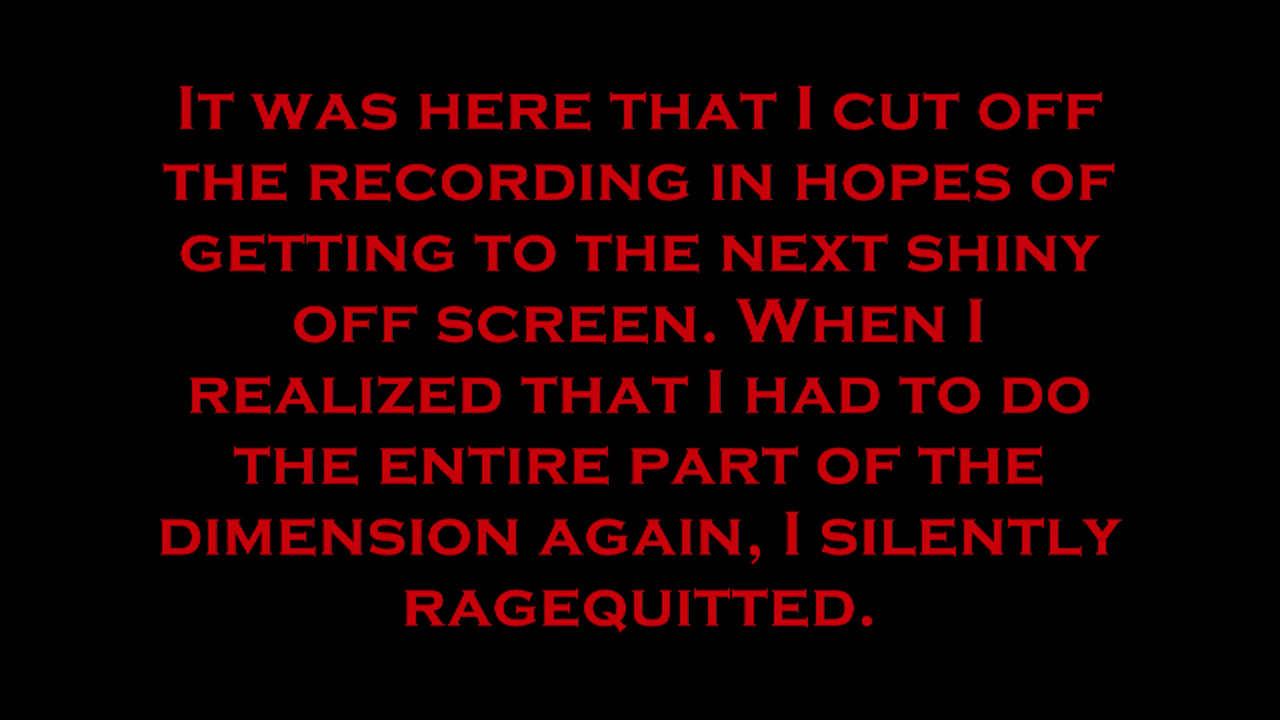 It was here that I cut off
the recording in hopes of
getting to the next shiny
off screen. When I
realized that I had to do
the entire part of the
dimension again, I silently
ragequitted.